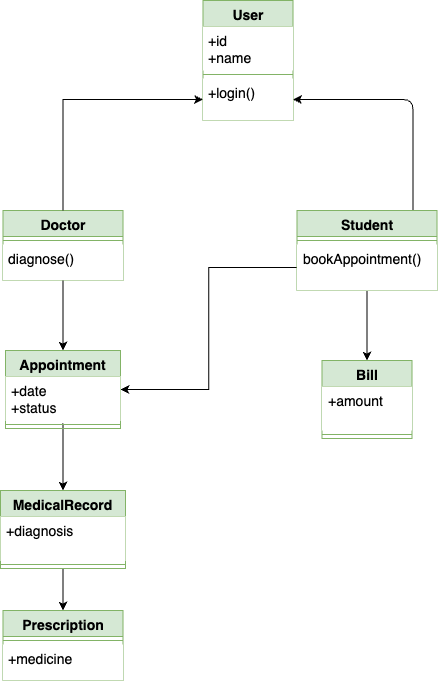 User
+id
+name
+login()
Doctor
diagnose()
Student
bookAppointment()
Appointment
+date
+status
Bill
+amount
MedicalRecord
+diagnosis
Prescription
+medicine